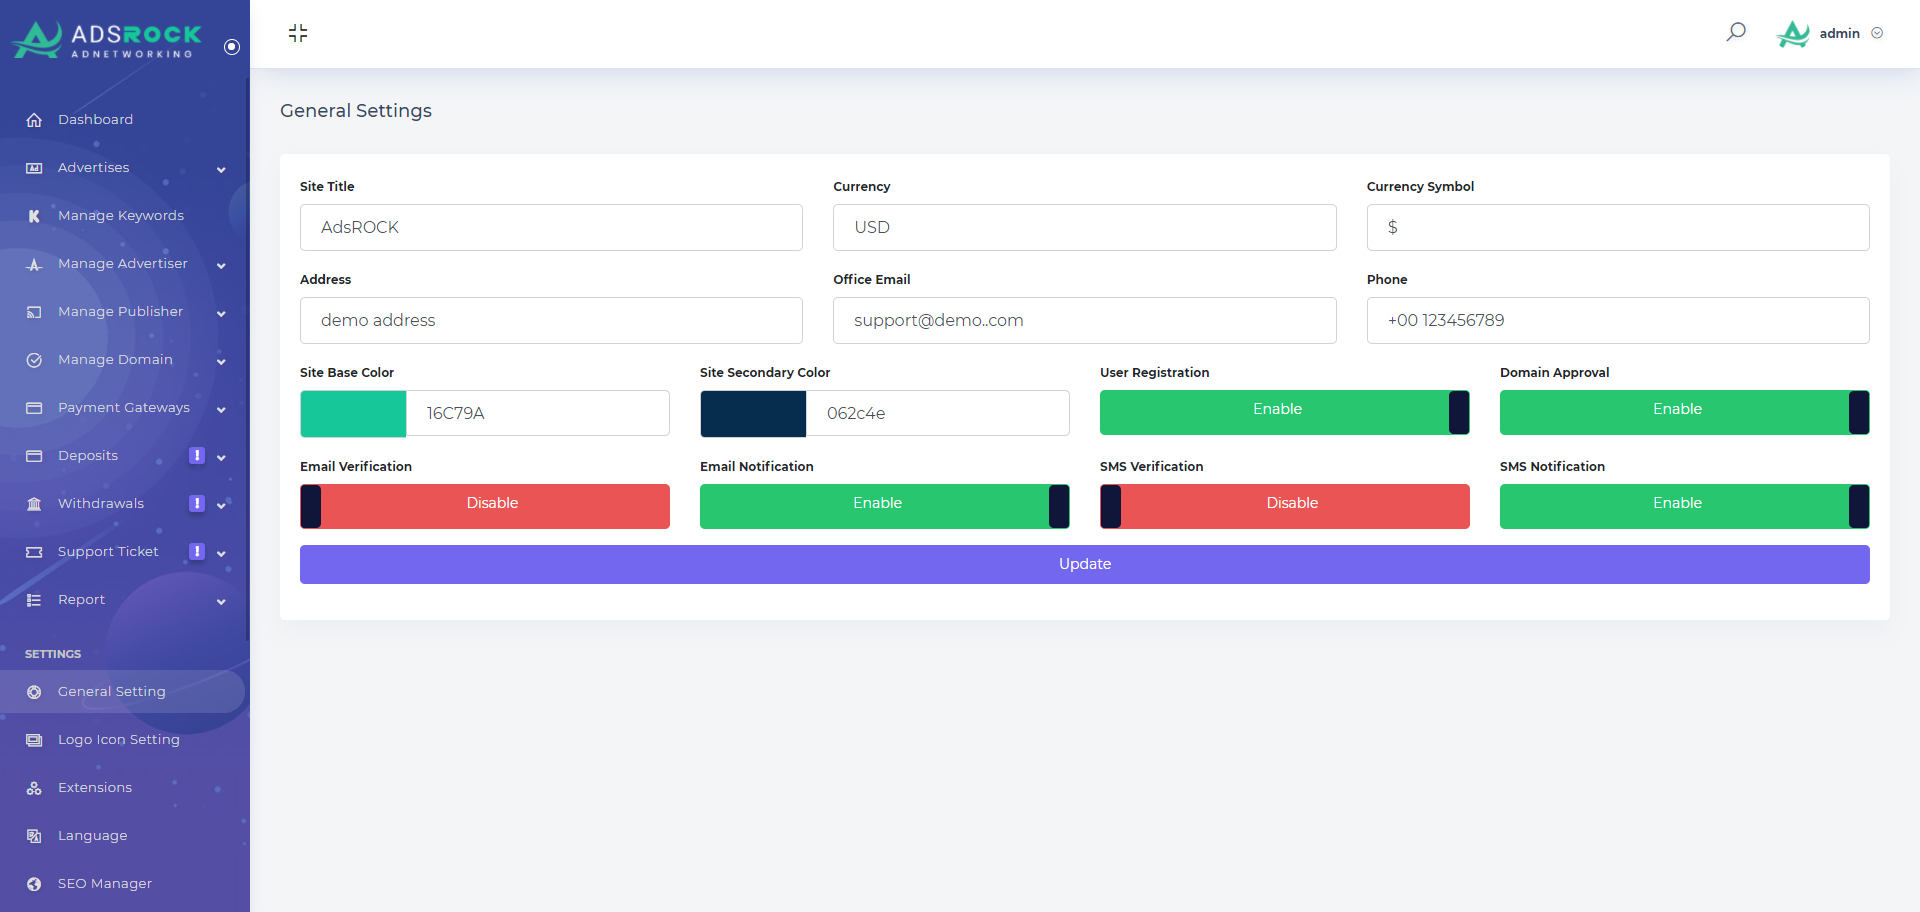 ADSROCK
ADNETWORKING
admin
Dashboard
Advertises
Manage Keywords
Manage Advertiser
Manage Publisher
Manage Domain
Payment Gateways
Deposits !
Withdrawals !
Support Ticket !
Report
SETTINGS
General Setting
Logo Icon Setting
Extensions
Language
SEO Manager
General Settings
Site Title Currency Currency Symbol
AdsROCK USD $
Address Office Email Phone
demo address support@demo..com +00 123456789
Site Base Color Site Secondary Color User Registration Domain Approval
16C79A 062c4e Enable Enable
Email Verification Email Notification SMS Verification SMS Notification
Disable Enable Disable Enable
Update